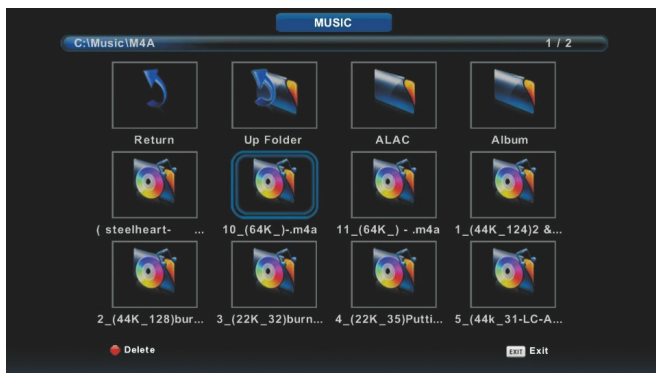 MUSIC
C:\Music\M4A 1 / 2
Return Up Folder ALAC Album
( steelheart- ... 10_(64K_)-.m4a 11_(64K_) - .m4a 1_(44K_124)2 &...
2_(44K_128)bur... 3_(22K_32)burn... 4_(22K_35)Putti... 5_(44k_31-LC-A...
Delete EXIT Exit